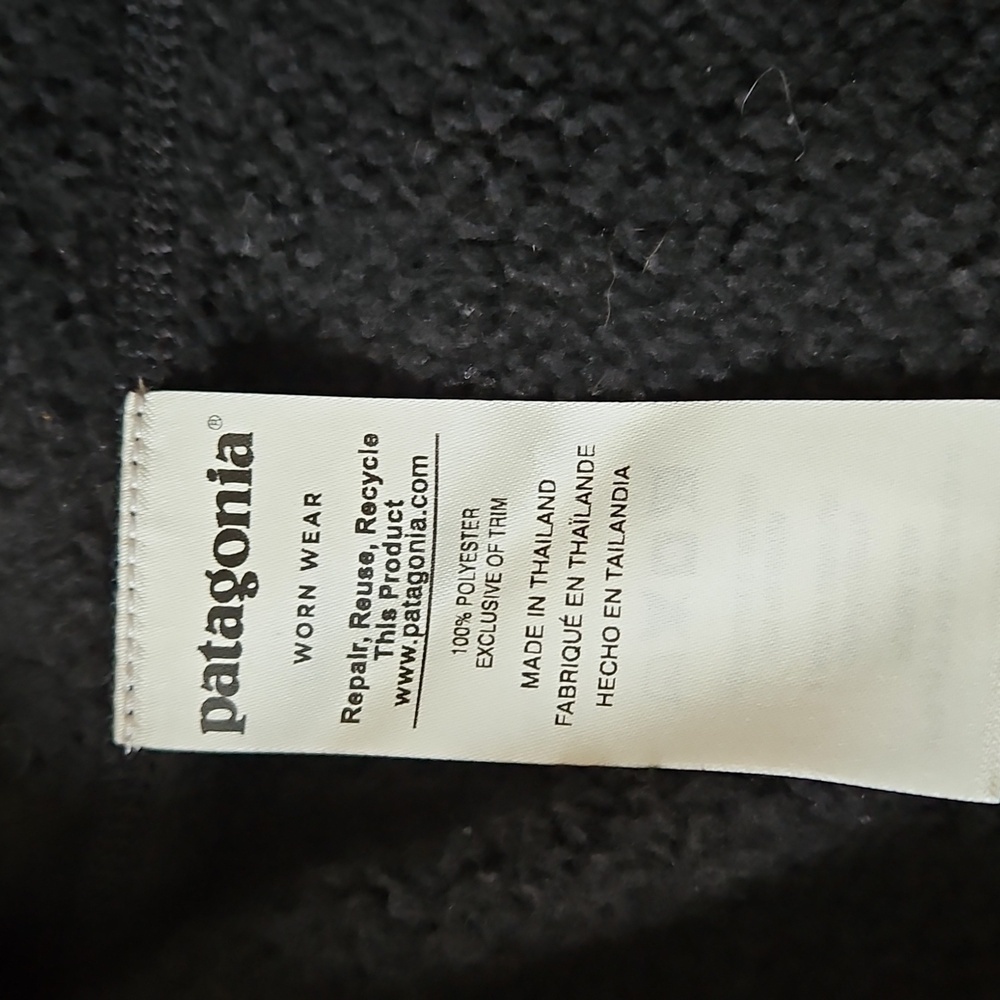 patagonia®
WORN WEAR
Repair, Reuse, Recycle
This Product
www.patagonia.com
100% POLYESTER
EXCLUSIVE OF TRIM
MADE IN THAILAND
FABRIQUÉ EN THAÏLANDE
HECHO EN TAILANDIA